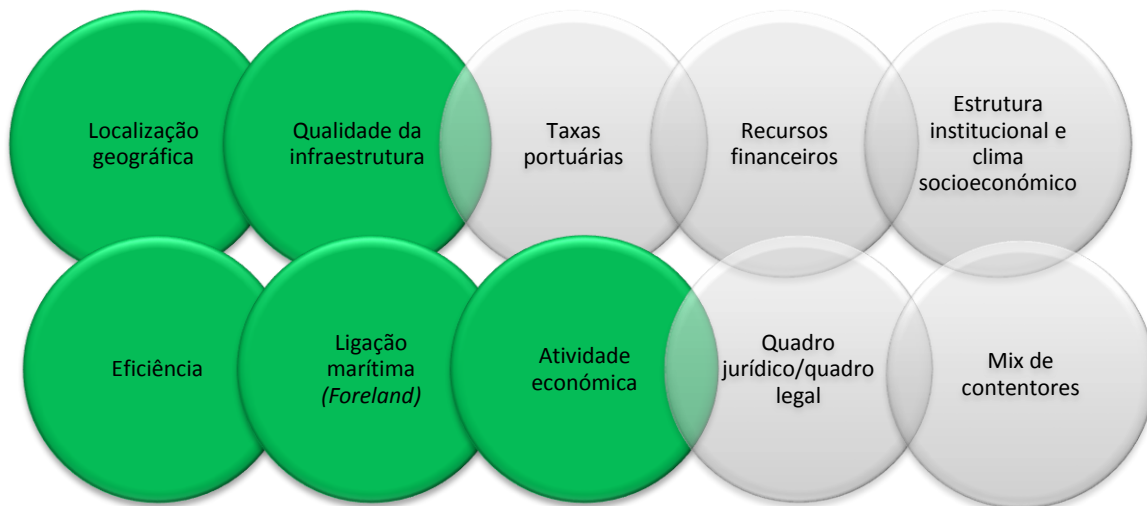 Localização
geográfica
Qualidade da
infraestrutura
Taxas
portuárias
Recursos
financeiros
Estrutura
institucional e
clima
socioeconómico
Eficiência
Ligação
marítima
(Foreland)
Atividade
económica
Quadro
jurídico/quadro
legal
Mix de
contentores